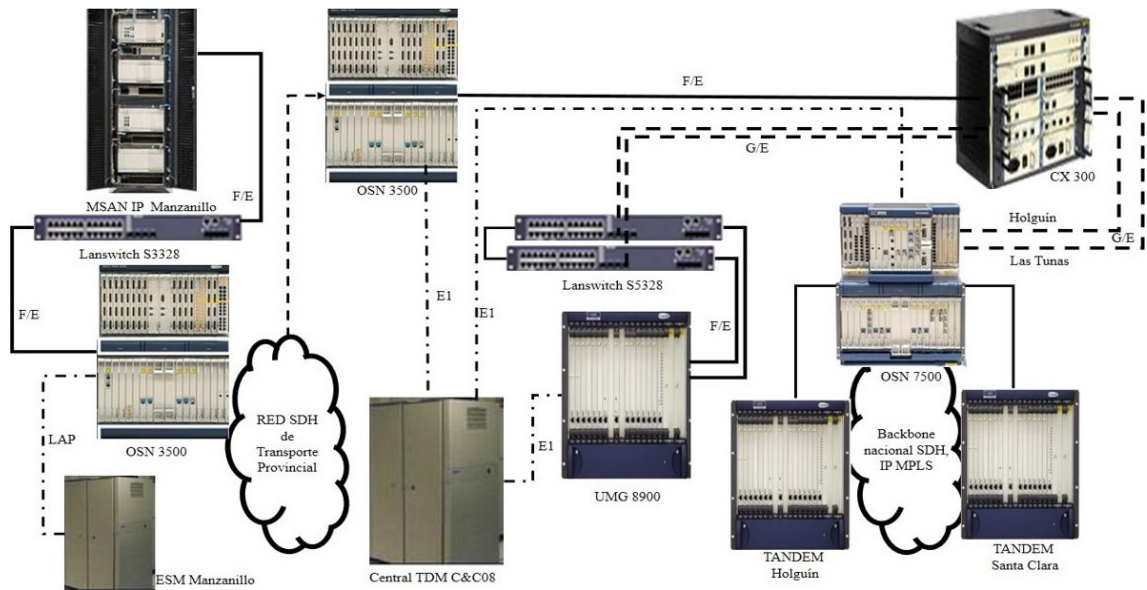 F/E
MSAN IP Manzanillo
F/E
Lanswitch S3328
F/E
LAP
OSN 3500
ESM Manzanillo
RED SDH
de
Transporte
Provincial
OSN 3500
E1
E1
F/E
G/E
Lanswitch S5328
F/E
E1
UMG 8900
Central TDM C&C08
CX 300
Holguín
G/E
Las Tunas
OSN 7500
Backbone
nacional SDH,
IP MPLS
TANDEM
Holguín
TANDEM
Santa Clara